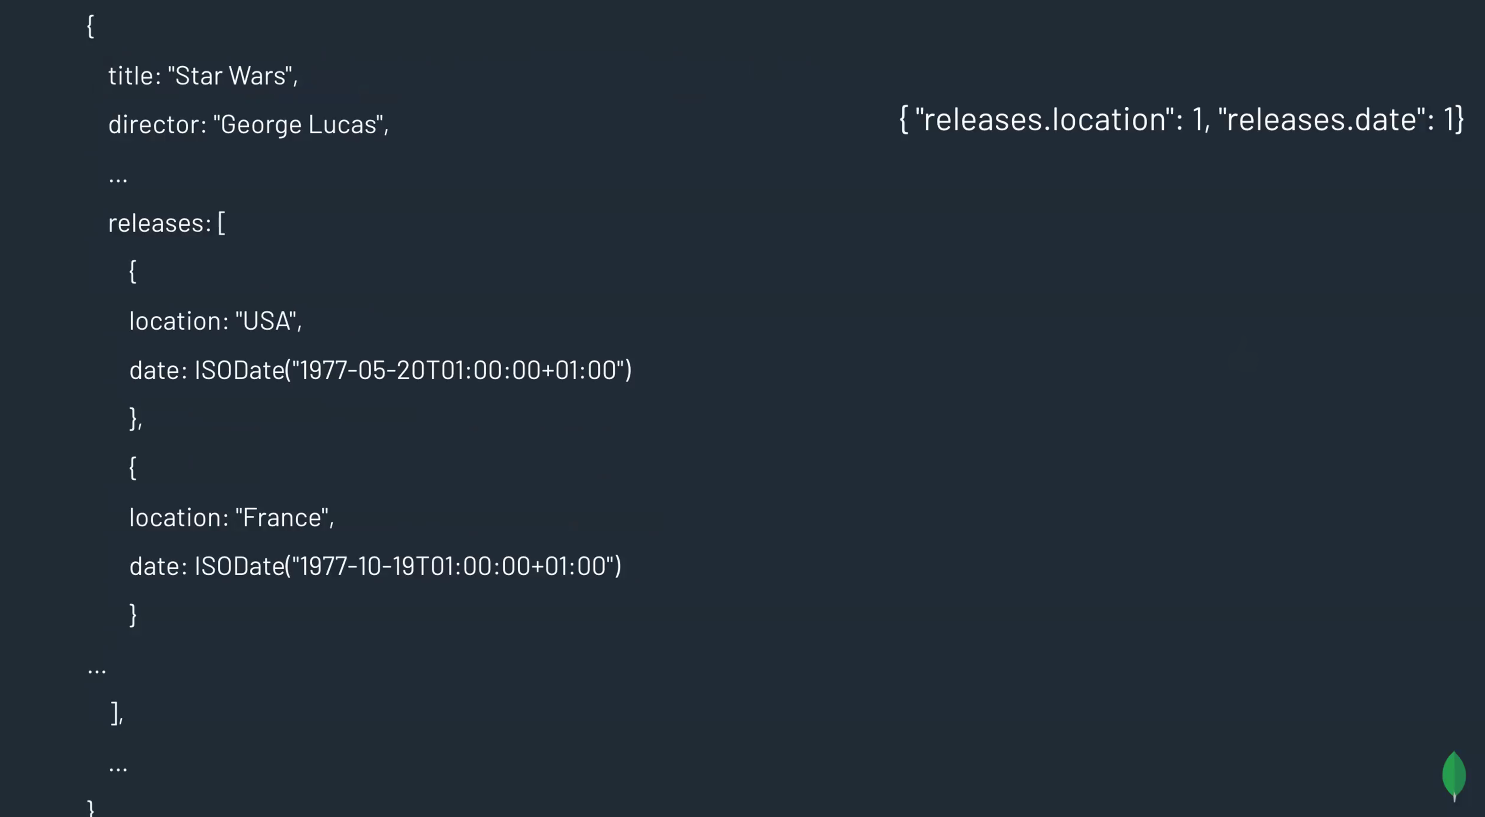 {
title: "Star Wars",
director: "George Lucas",
...
releases: [
{
location: "USA",
date: ISODate("1977-05-20T01:00:00+01:00")
},
{
location: "France",
date: ISODate("1977-10-19T01:00:00+01:00")
}
...
],
...
}
{ "releases.location": 1, "releases.date": 1}